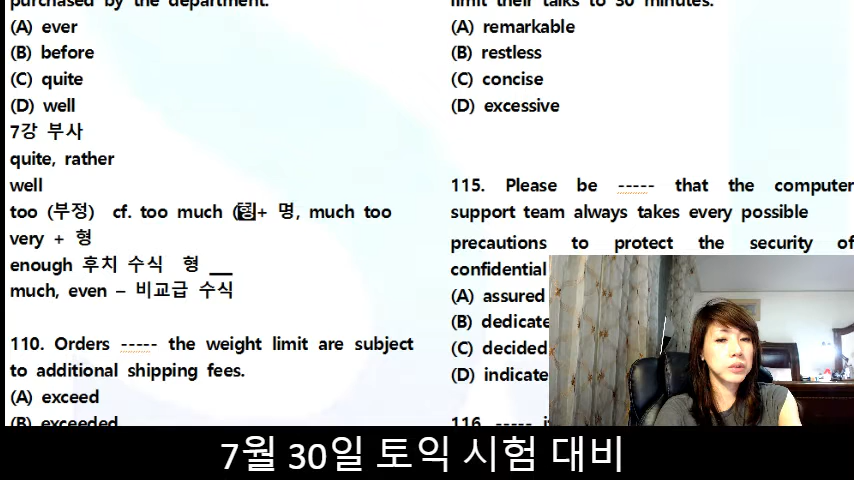 purchased by the department.
(A) ever
(B) before
(C) quite
(D) well
7강 부사
quite, rather
well
too (부정) cf. too much (형+ 명, much too
very + 형
enough 후치 수식 형 __
much, even – 비교급 수식
110. Orders ----- the weight limit are subject
to additional shipping fees.
(A) exceed
(B) exceeded
limit their talks to 30 minutes.
(A) remarkable
(B) restless
(C) concise
(D) excessive
115. Please be ----- that the computer
support team always takes every possible
precautions to protect the security of
confidential
(A) assured
(B) dedicate
(C) decided
(D) indicate
116. -----
7월 30일 토익 시험 대비